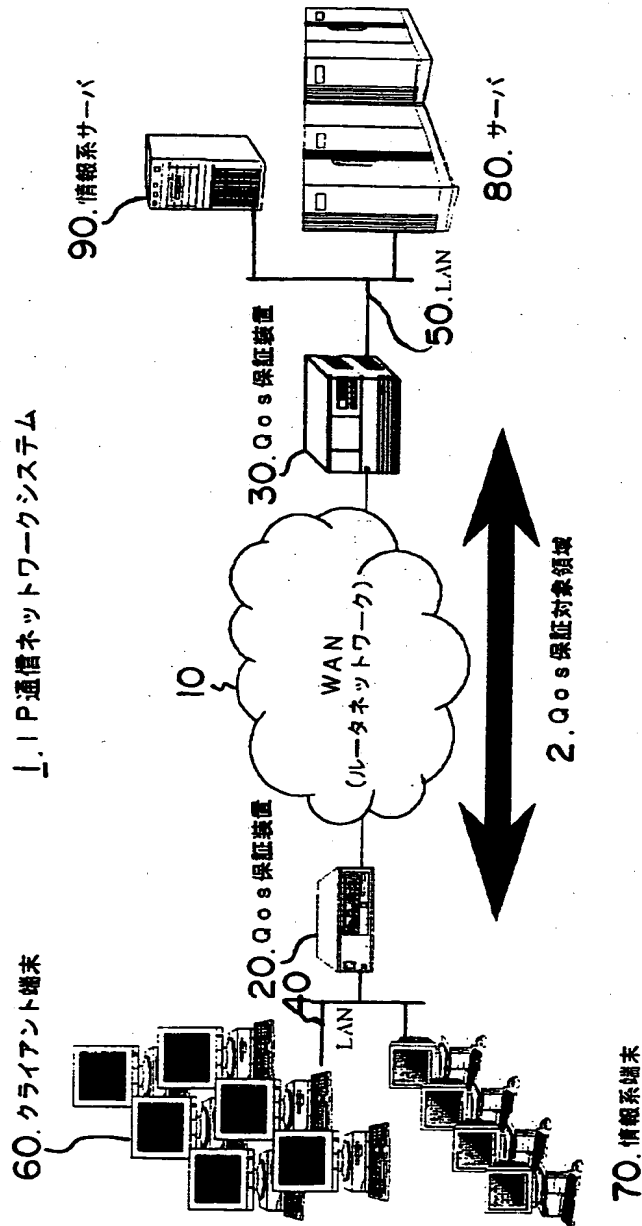 1. IP通信ネットワークシステム
60. クライアント端末
20. Qos保証装置
10
30. Qos保証装置
90. 情報系サーバ
40
LAN
WAN
(ルータネットワーク)
50. LAN
80. サーバ
70. 情報系端末
2. Qos保証対象領域